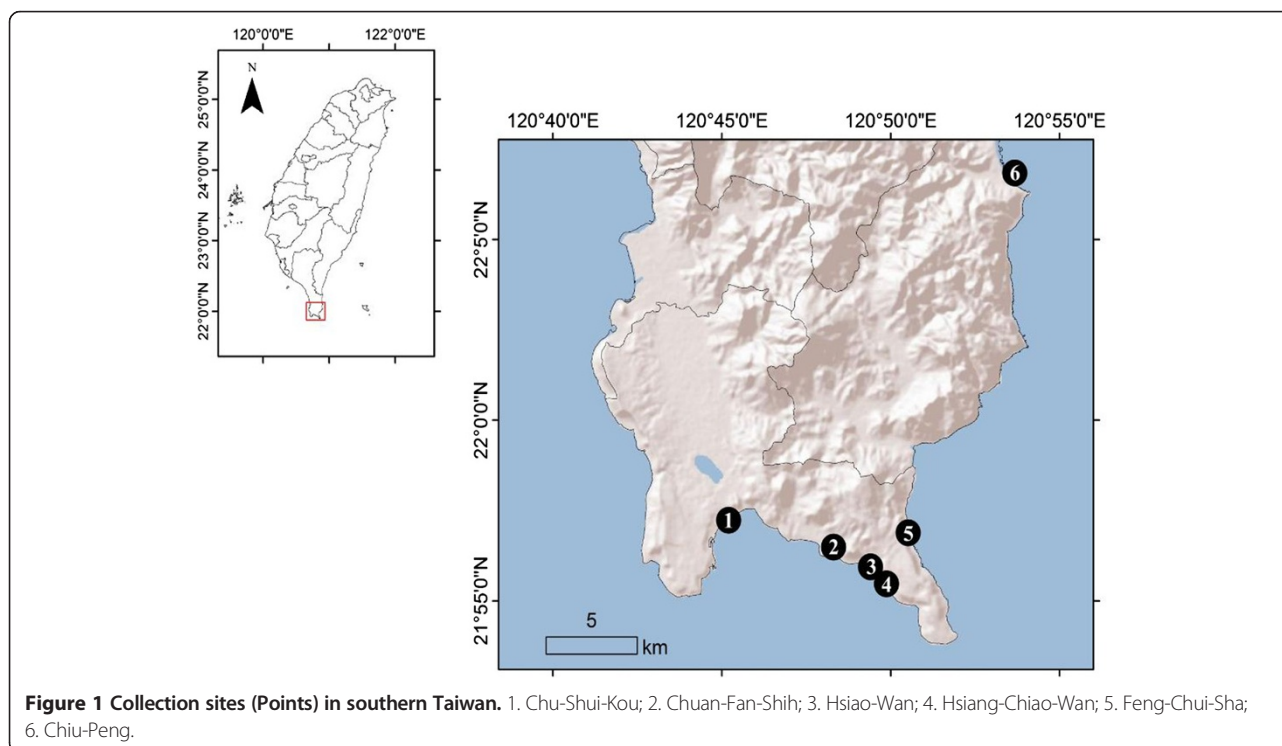 120°0'0"E 122°0'0"E
N
25°0'0"N
24°0'0"N
23°0'0"N
22°0'0"N
120°40'0"E 120°45'0"E 120°50'0"E 120°55'0"E
22°5'0"N
22°0'0"N
21°55'0"N
6
1
2
3
4
5
5
km
Figure 1 Collection sites (Points) in southern Taiwan. 1. Chu-Shui-Kou; 2. Chuan-Fan-Shih; 3. Hsiao-Wan; 4. Hsiang-Chiao-Wan; 5. Feng-Chui-Sha;
6. Chiu-Peng.